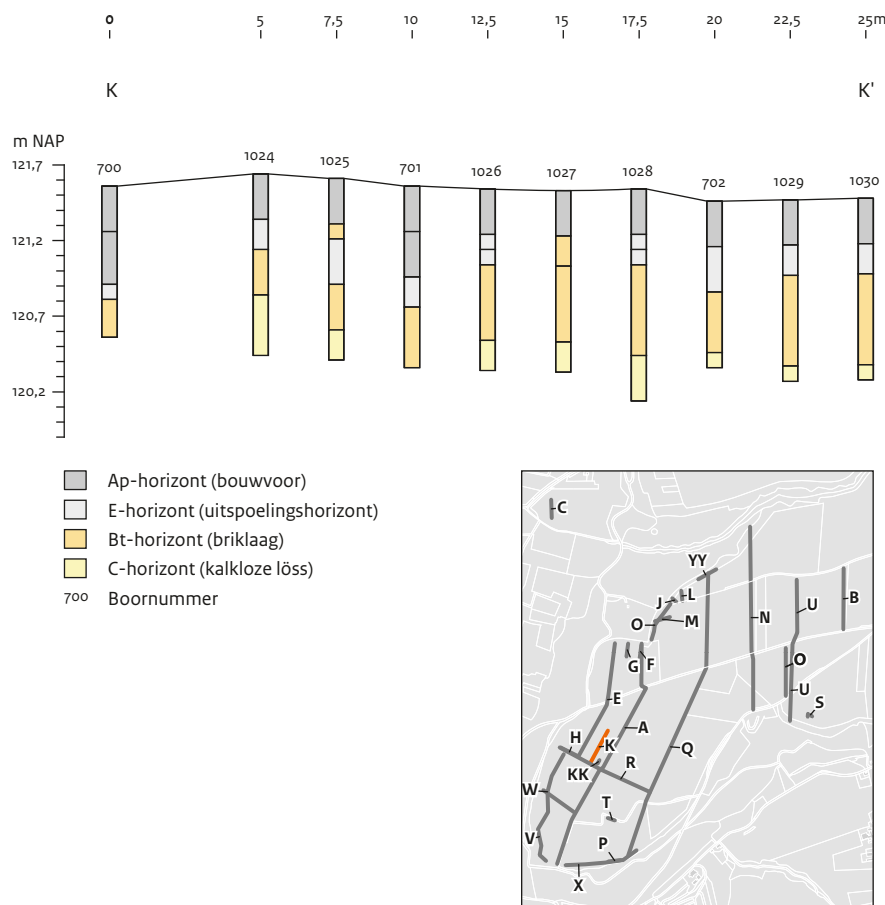 0 5 7,5 10 12,5 15 17,5 20 22,5 25m
K K'
m NAP
121,7
121,2
120,7
120,2
700 1024 1025 701 1026 1027 1028 702 1029 1030
Ap-horizont (bouwvoor)
E-horizont (uitspoelingshorizont)
Bt-horizont (briklaag)
C-horizont (kalkloze löss)
700 Boornummer
C
YY
J L
B
U
O M
N
G F
O
E
U
S
A
H K
Q
KK R
W
T
V
P
X